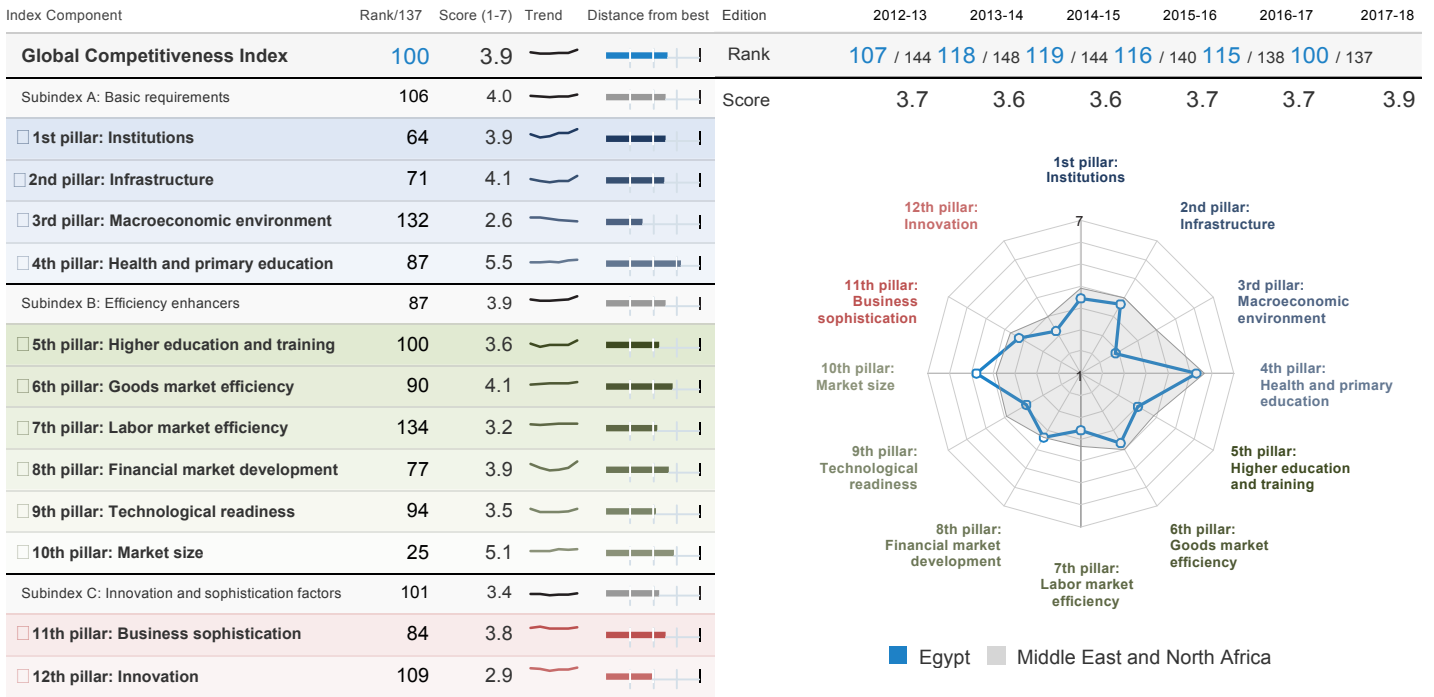 Index Component Rank/137 Score (1-7) Trend Distance from best
Global Competitiveness Index 100 3.9
Subindex A: Basic requirements 106 4.0
1st pillar: Institutions 64 3.9
2nd pillar: Infrastructure 71 4.1
3rd pillar: Macroeconomic environment 132 2.6
4th pillar: Health and primary education 87 5.5
Subindex B: Efficiency enhancers 87 3.9
5th pillar: Higher education and training 100 3.6
6th pillar: Goods market efficiency 90 4.1
7th pillar: Labor market efficiency 134 3.2
8th pillar: Financial market development 77 3.9
9th pillar: Technological readiness 94 3.5
10th pillar: Market size 25 5.1
Subindex C: Innovation and sophistication factors 101 3.4
11th pillar: Business sophistication 84 3.8
12th pillar: Innovation 109 2.9
Edition 2012-13 2013-14 2014-15 2015-16 2016-17 2017-18
Rank 107 / 144 118 / 148 119 / 144 116 / 140 115 / 138 100 / 137
Score 3.7 3.6 3.6 3.7 3.7 3.9
1st pillar:
Institutions
2nd pillar:
Infrastructure
3rd pillar:
Macroeconomic
environment
4th pillar:
Health and primary
education
5th pillar:
Higher education
and training
6th pillar:
Goods market
efficiency
7th pillar:
Labor market
efficiency
8th pillar:
Financial market
development
9th pillar:
Technological
readiness
10th pillar:
Market size
11th pillar:
Business
sophistication
12th pillar:
Innovation
7
1
Egypt Middle East and North Africa